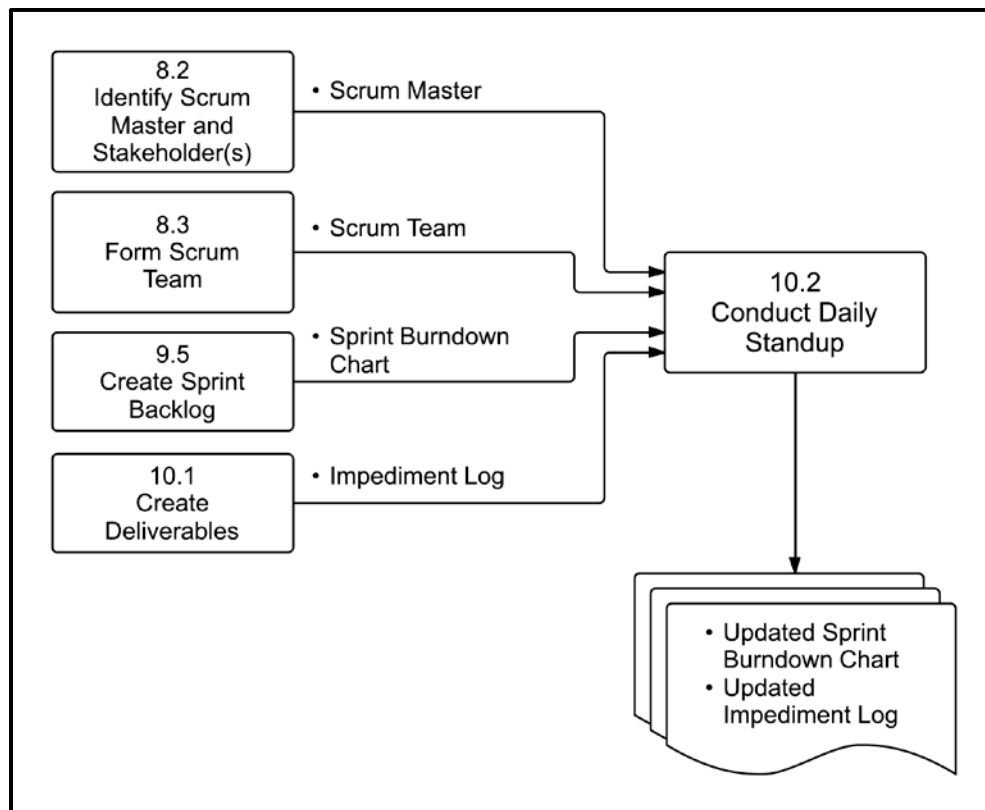 8.2
Identify Scrum
Master and
Stakeholder(s)
• Scrum Master
8.3
Form Scrum
Team
• Scrum Team
9.5
Create Sprint
Backlog
• Sprint Burndown
Chart
10.1
Create
Deliverables
• Impediment Log
10.2
Conduct Daily
Standup
• Updated Sprint
Burndown Chart
• Updated
Impediment Log